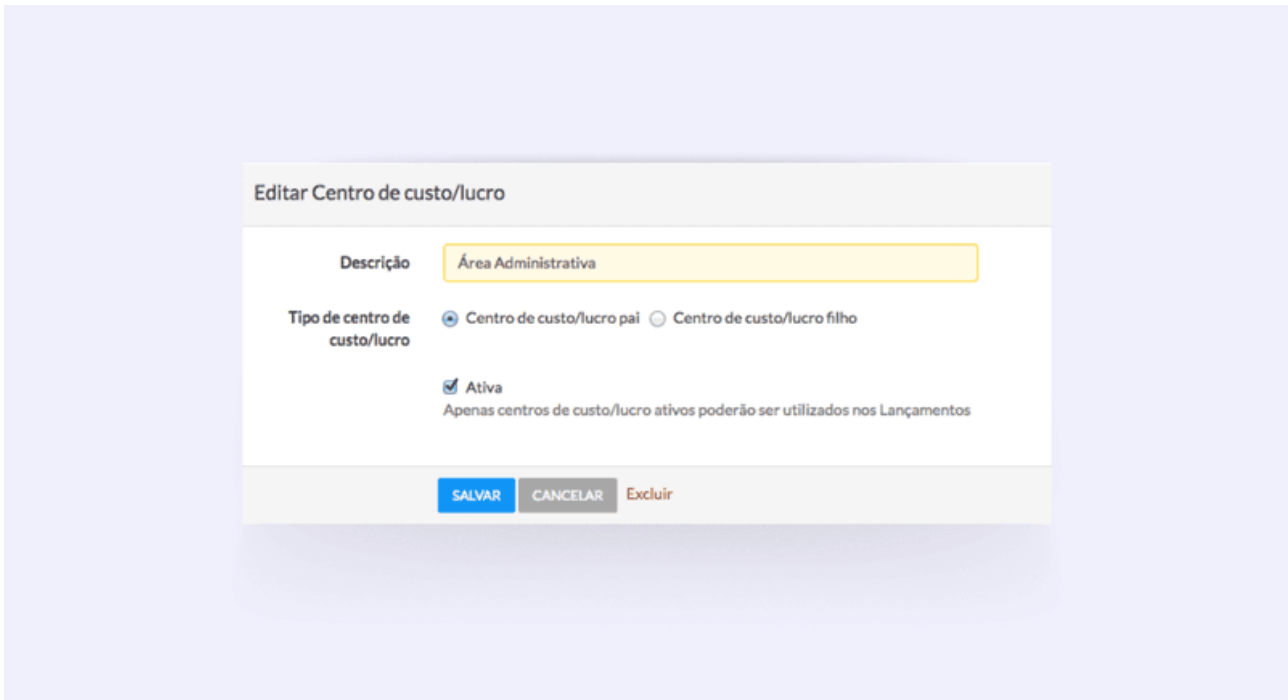 Editar Centro de custo/lucro
Descrição
Área Administrativa
Tipo de centro de
custo/lucro
Centro de custo/lucro pai
Centro de custo/lucro filho
Ativa
Apenas centros de custo/lucro ativos poderão ser utilizados nos Lançamentos
SALVAR
CANCELAR
Excluir